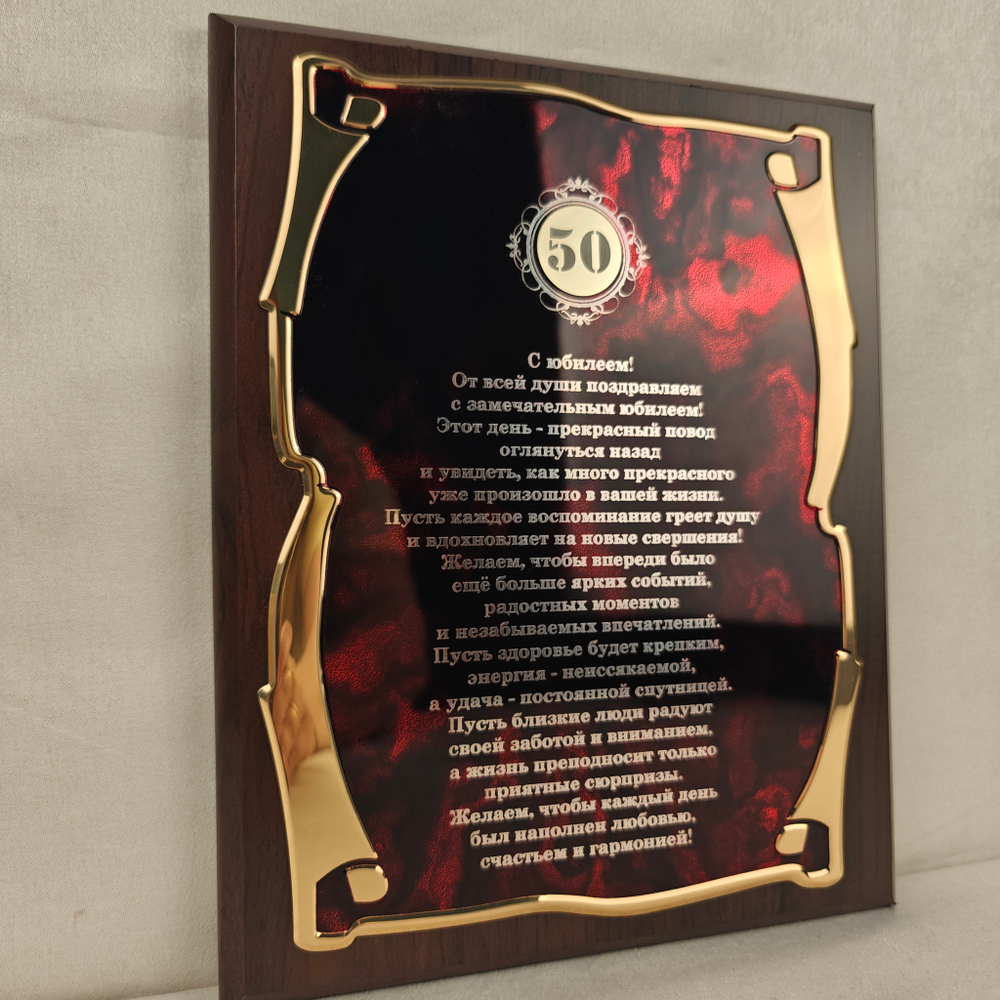 50
С юбилеем!
От всей души поздравляем
с замечательным юбилеем!
Этот день - прекрасный повод
оглянуться назад
и увидеть, как много прекрасного
уже произошло в вашей жизни.
Пусть каждое воспоминание греет душу
и вдохновляет на новые свершения!
Желаем, чтобы впереди было
ещё больше ярких событий,
радостных моментов
и незабываемых впечатлений.
Пусть здоровье будет крепким,
энергия - неиссякаемой,
а удача - постоянной спутницей.
Пусть близкие люди радуют
своей заботой и вниманием,
а жизнь преподносит только
приятные сюрпризы.
Желаем, чтобы каждый день
был наполнен любовью,
счастьем и гармонией!